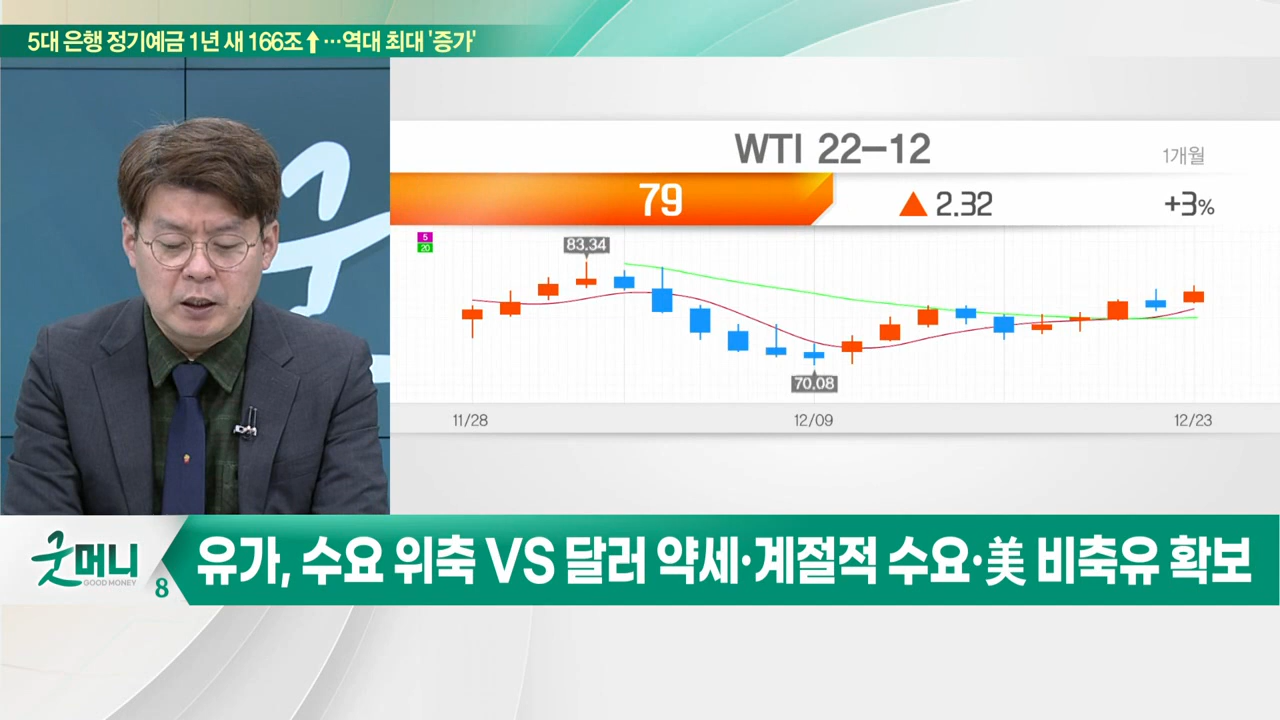 5대 은행 정기예금 1년 새 166조↑…역대 최대 '증가'
WTI 22-12
1개월
79
▲ 2.32
+3%
5
20
83.34
70.08
11/28
12/09
12/23
굿머니
GOOD MONEY
8
유가, 수요 위축 VS 달러 약세·계절적 수요·美 비축유 확보